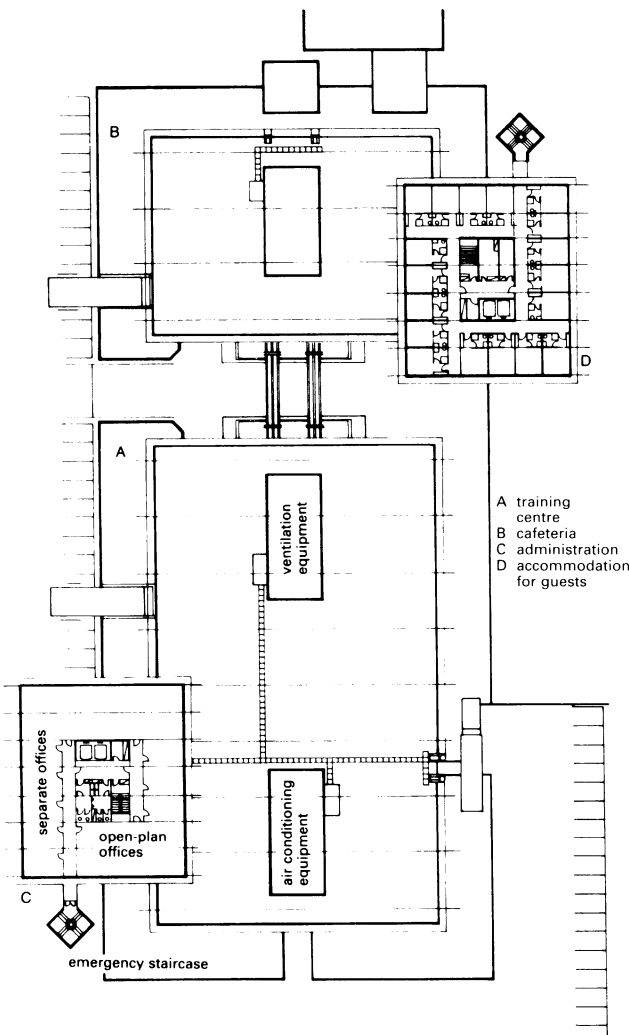 B
D
A
A training
centre
B cafeteria
C administration
D accommodation
for guests
ventilation
equipment
separate offices
open-plan
offices
air conditioning
equipment
C
emergency staircase